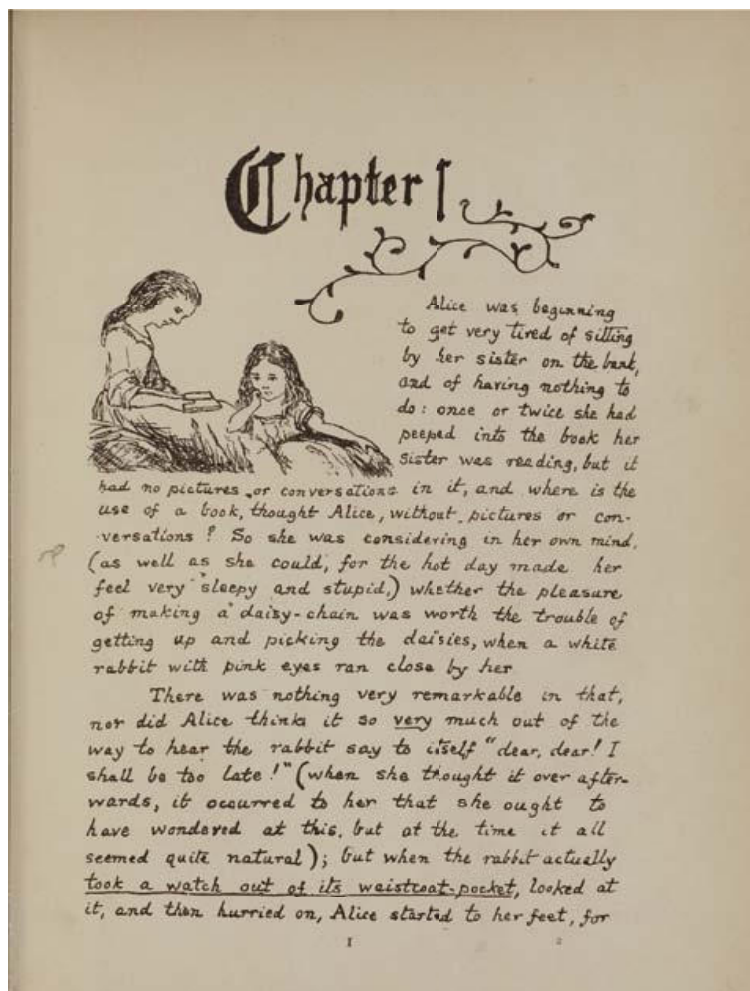 Chapter I
Alice was beginning
to get very tired of sitting
by her sister on the bank,
and of having nothing to
do: once or twice she had
peeped into the book her
sister was reading, but it
had no pictures or conversations in it, and where is the
use of a book, thought Alice, without pictures or con-
-versations? So she was considering in her own mind,
(as well as she could, for the hot day made her
feel very sleepy and stupid,) whether the pleasure
of making a daisy-chain was worth the trouble of
getting up and picking the daisies, when a white
rabbit with pink eyes ran close by her
There was nothing very remarkable in that,
nor did Alice think it so very much out of the
way to hear the rabbit say to itself "dear, dear! I
shall be too late!" (when she thought it over after-
wards, it occurred to her that she ought to
have wondered at this, but at the time it all
seemed quite natural); but when the rabbit actually
took a watch out of its waistcoat-pocket, looked at
it, and then hurried on, Alice started to her feet, for
1 2